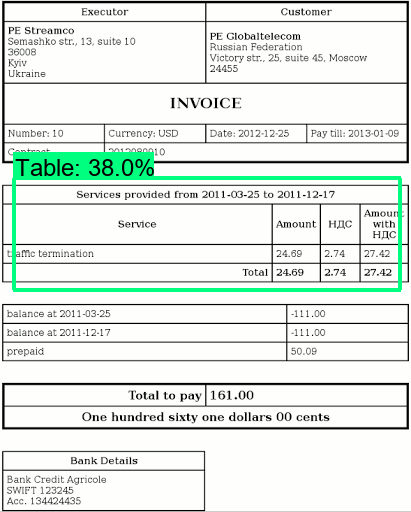 Executor Customer
PE Streamco
Semashko str., 13, suite 10
36008
Kyiv
Ukraine
PE Globaltelecom
Russian Federation
Victory str., 25, suite 45, Moscow
24455
INVOICE
Number: 10 Currency: USD Date: 2012-12-25 Pay till: 2013-01-09
Table: 38.0%
Services provided from 2011-03-25 to 2011-12-17
Service Amount НДС Amount with НДС
traffic termination 24.69 2.74 27.42
Total 24.69 2.74 27.42
balance at 2011-03-25 -111.00
balance at 2011-12-17 -111.00
prepaid 50.09
Total to pay 161.00
One hundred sixty one dollars 00 cents
Bank Details
Bank Credit Agricole
SWIFT 123245
Acc. 134424435